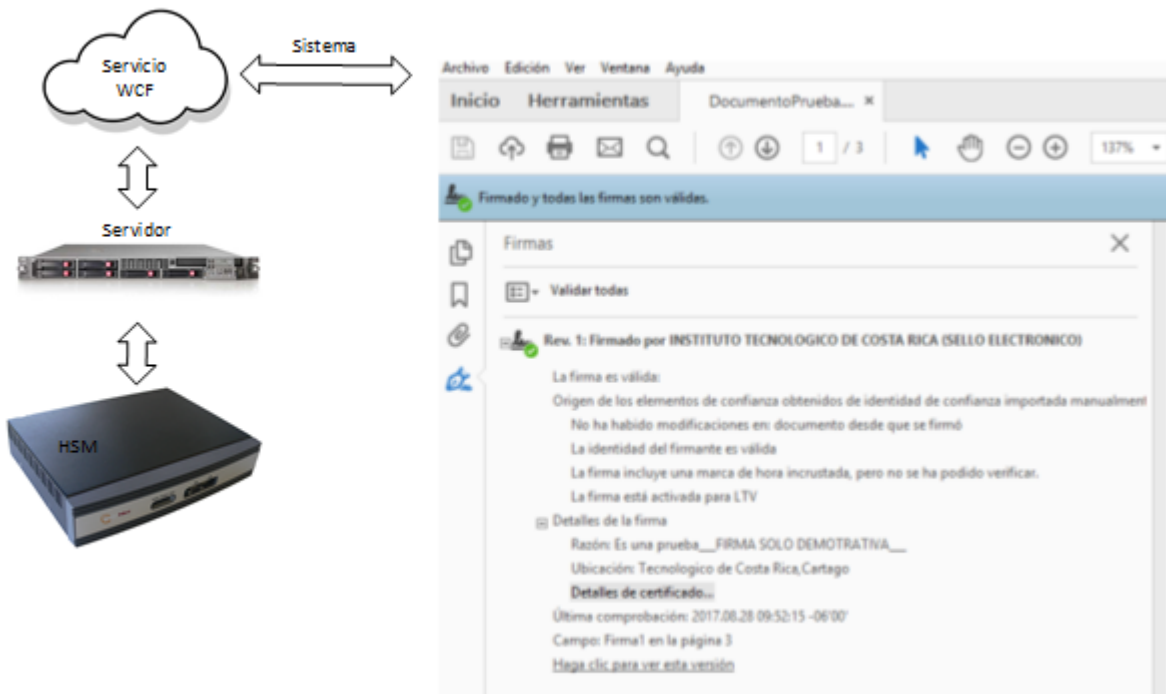 Servicio
WCF
Sistema
Servidor
HSM
Archivo Edición Ver Ventana Ayuda
Inicio Herramientas DocumentoPrueba.... ×
1 / 3 137%
Firmado y todas las firmas son válidas.
Firmas
Validar todas
Rev. 1: Firmado por INSTITUTO TECNOLOGICO DE COSTA RICA (SELLO ELECTRONICO)
La firma es válida:
Origen de los elementos de confianza obtenidos de identidad de confianza importada manualment
No ha habido modificaciones en: documento desde que se firmó
La identidad del firmante es válida
La firma incluye una marca de hora incrustada, pero no se ha podido verificar.
La firma está activada para LTV
Detalles de la firma
Razón: Es una prueba__FIRMA SOLO DEMOTRATIVA__
Ubicación: Tecnologico de Costa Rica,Cartago
Detalles de certificado...
Última comprobación: 2017.08.28 09:52:15 -06'00'
Campo: Firma1 en la página 3
Haga clic para ver esta versión